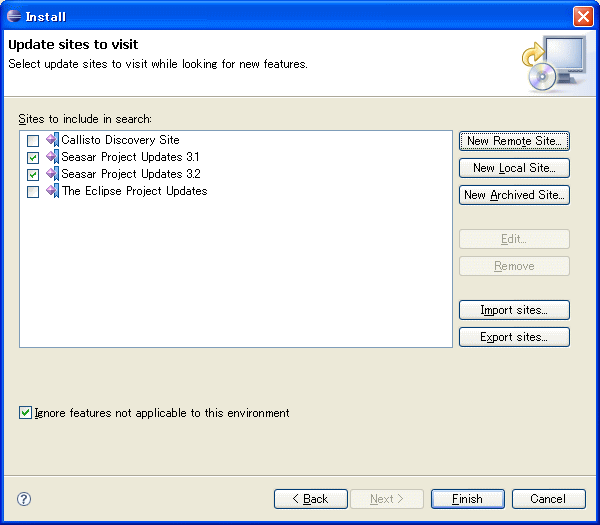 Install
Update sites to visit
Select update sites to visit while looking for new features.
Sites to include in search:
Callisto Discovery Site
Seasar Project Updates 3.1
Seasar Project Updates 3.2
The Eclipse Project Updates
New Remote Site...
New Local Site...
New Archived Site...
Edit...
Remove
Import sites...
Export sites...
Ignore features not applicable to this environment
? < Back Next > Finish Cancel